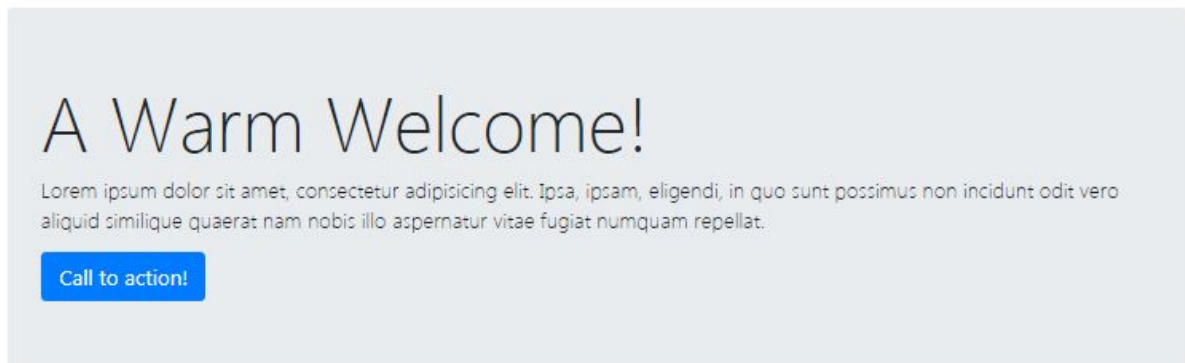 A Warm Welcome!
Lorem ipsum dolor sit amet, consectetur adipisicing elit. Ipsa, ipsam, eligendi, in quo sunt possimus non incidunt odit vero
aliquid similique quaerat nam nobis illo aspernatur vitae fugiat numquam repellat.
Call to action!